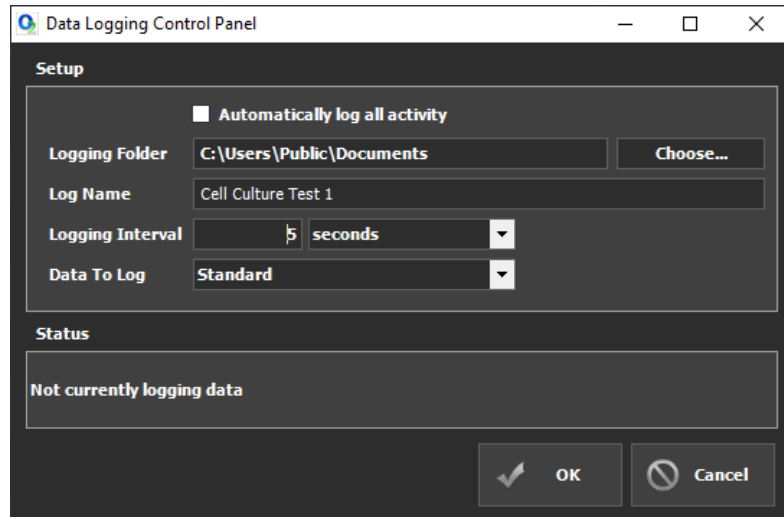 Data Logging Control Panel
Setup
Automatically log all activity
Logging Folder C:\Users\Public\Documents Choose...
Log Name Cell Culture Test 1
Logging Interval 5 seconds
Data To Log Standard
Status
Not currently logging data
OK Cancel